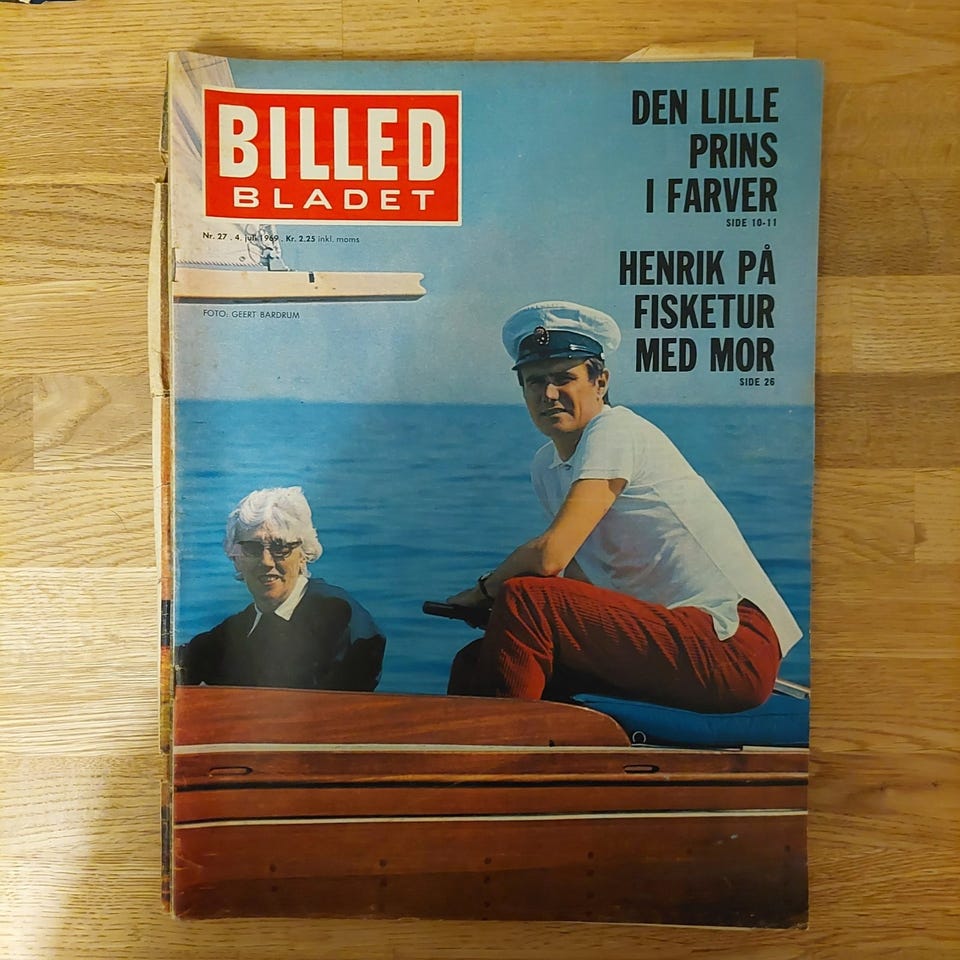 BILLED
BLADET
Nr. 27 . 4. juli 1969 . Kr. 2.25 inkl. moms
FOTO: GEERT BARDRUM
DEN LILLE
PRINS
I FARVER
SIDE 10-11
HENRIK PÅ
FISKETUR
MED MOR
SIDE 26